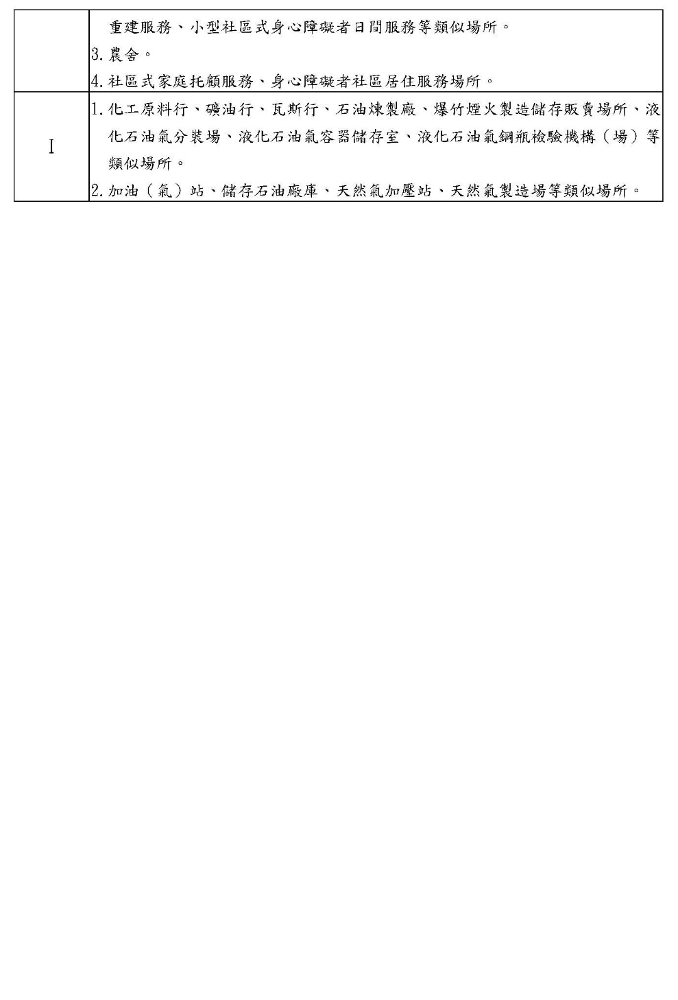 重建服務、小型社區式身心障礙者日間服務等類似場所。
3.農舍。
4.社區式家庭托顧服務、身心障礙者社區居住服務場所。
I
1.化工原料行、礦油行、瓦斯行、石油煉製廠、爆竹煙火製造儲存販賣場所、液
化石油氣分裝場、液化石油氣容器儲存室、液化石油氣鋼瓶檢驗機構（場）等
類似場所。
2.加油（氣）站、儲存石油廠庫、天然氣加壓站、天然氣製造場等類似場所。